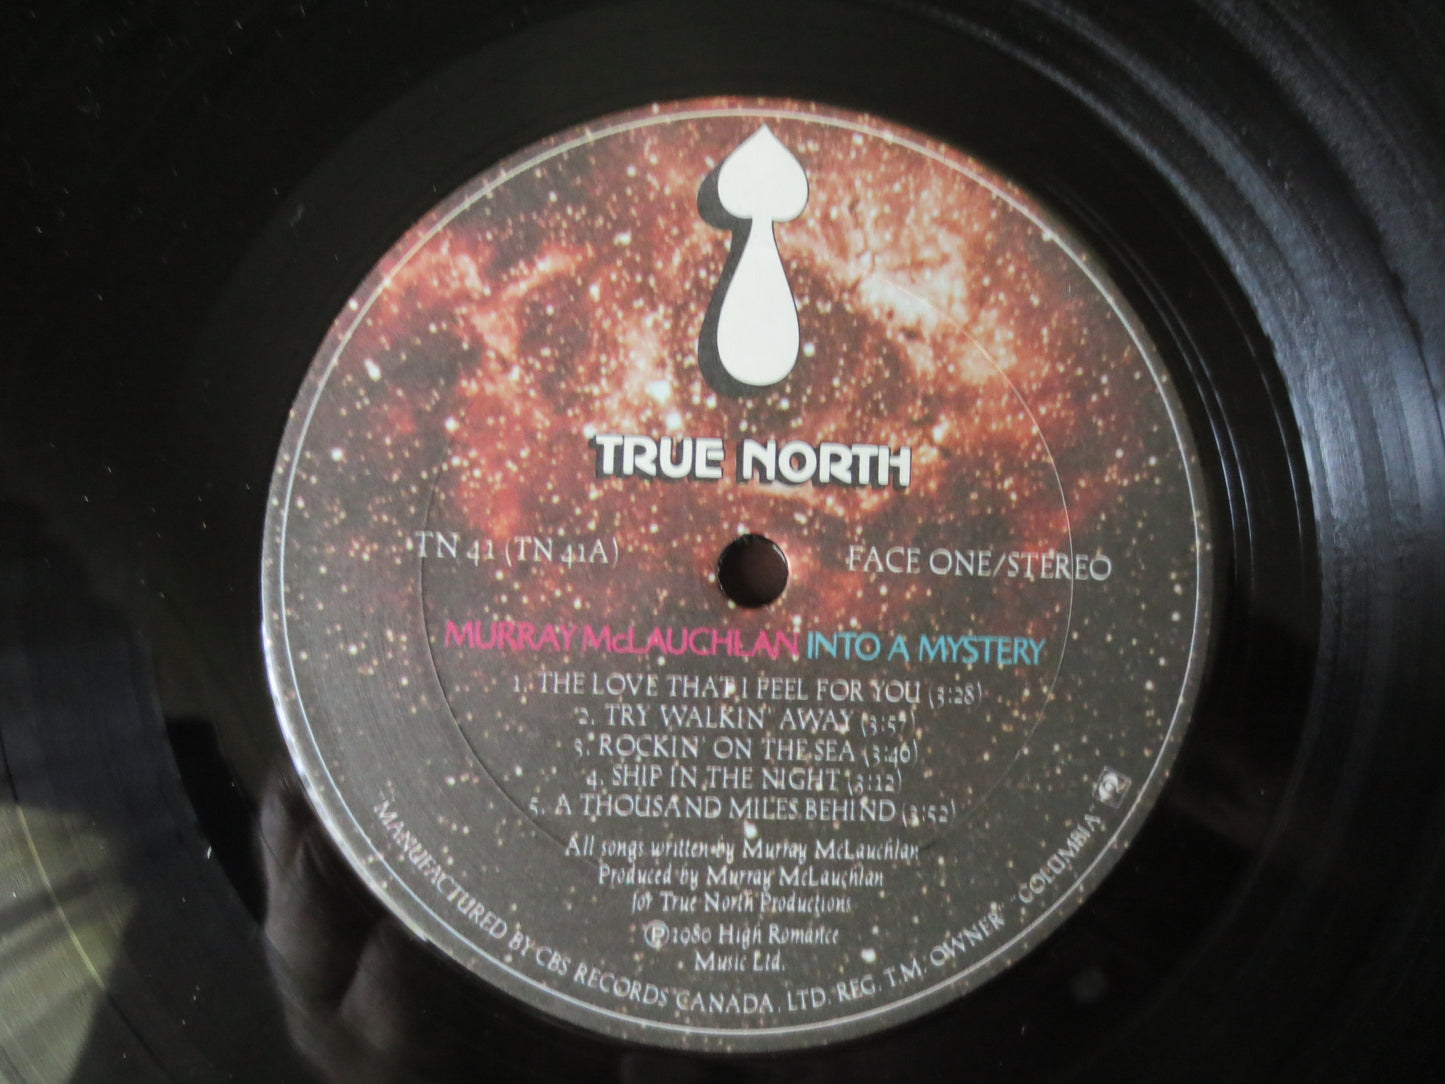 TRUE NORTH
TN 41 (TN 41A)
FACE ONE/STEREO
MURRAY McLAUCHLAN INTO A MYSTERY
1. THE LOVE THAT I FEEL FOR YOU (3:28)
2. TRY WALKIN' AWAY (3:57)
3. ROCKIN' ON THE SEA (3:40)
4. SHIP IN THE NIGHT (3:12)
5. A THOUSAND MILES BEHIND (3:52)
All songs written by Murray McLauchlan
Produced by Murray McLauchlan
for True North Productions
℗1980 High Romance
Music Ltd.
"MANUFACTURED BY CBS RECORDS CANADA, LTD. REG. T.M. OWNER" "COLUMBIA"